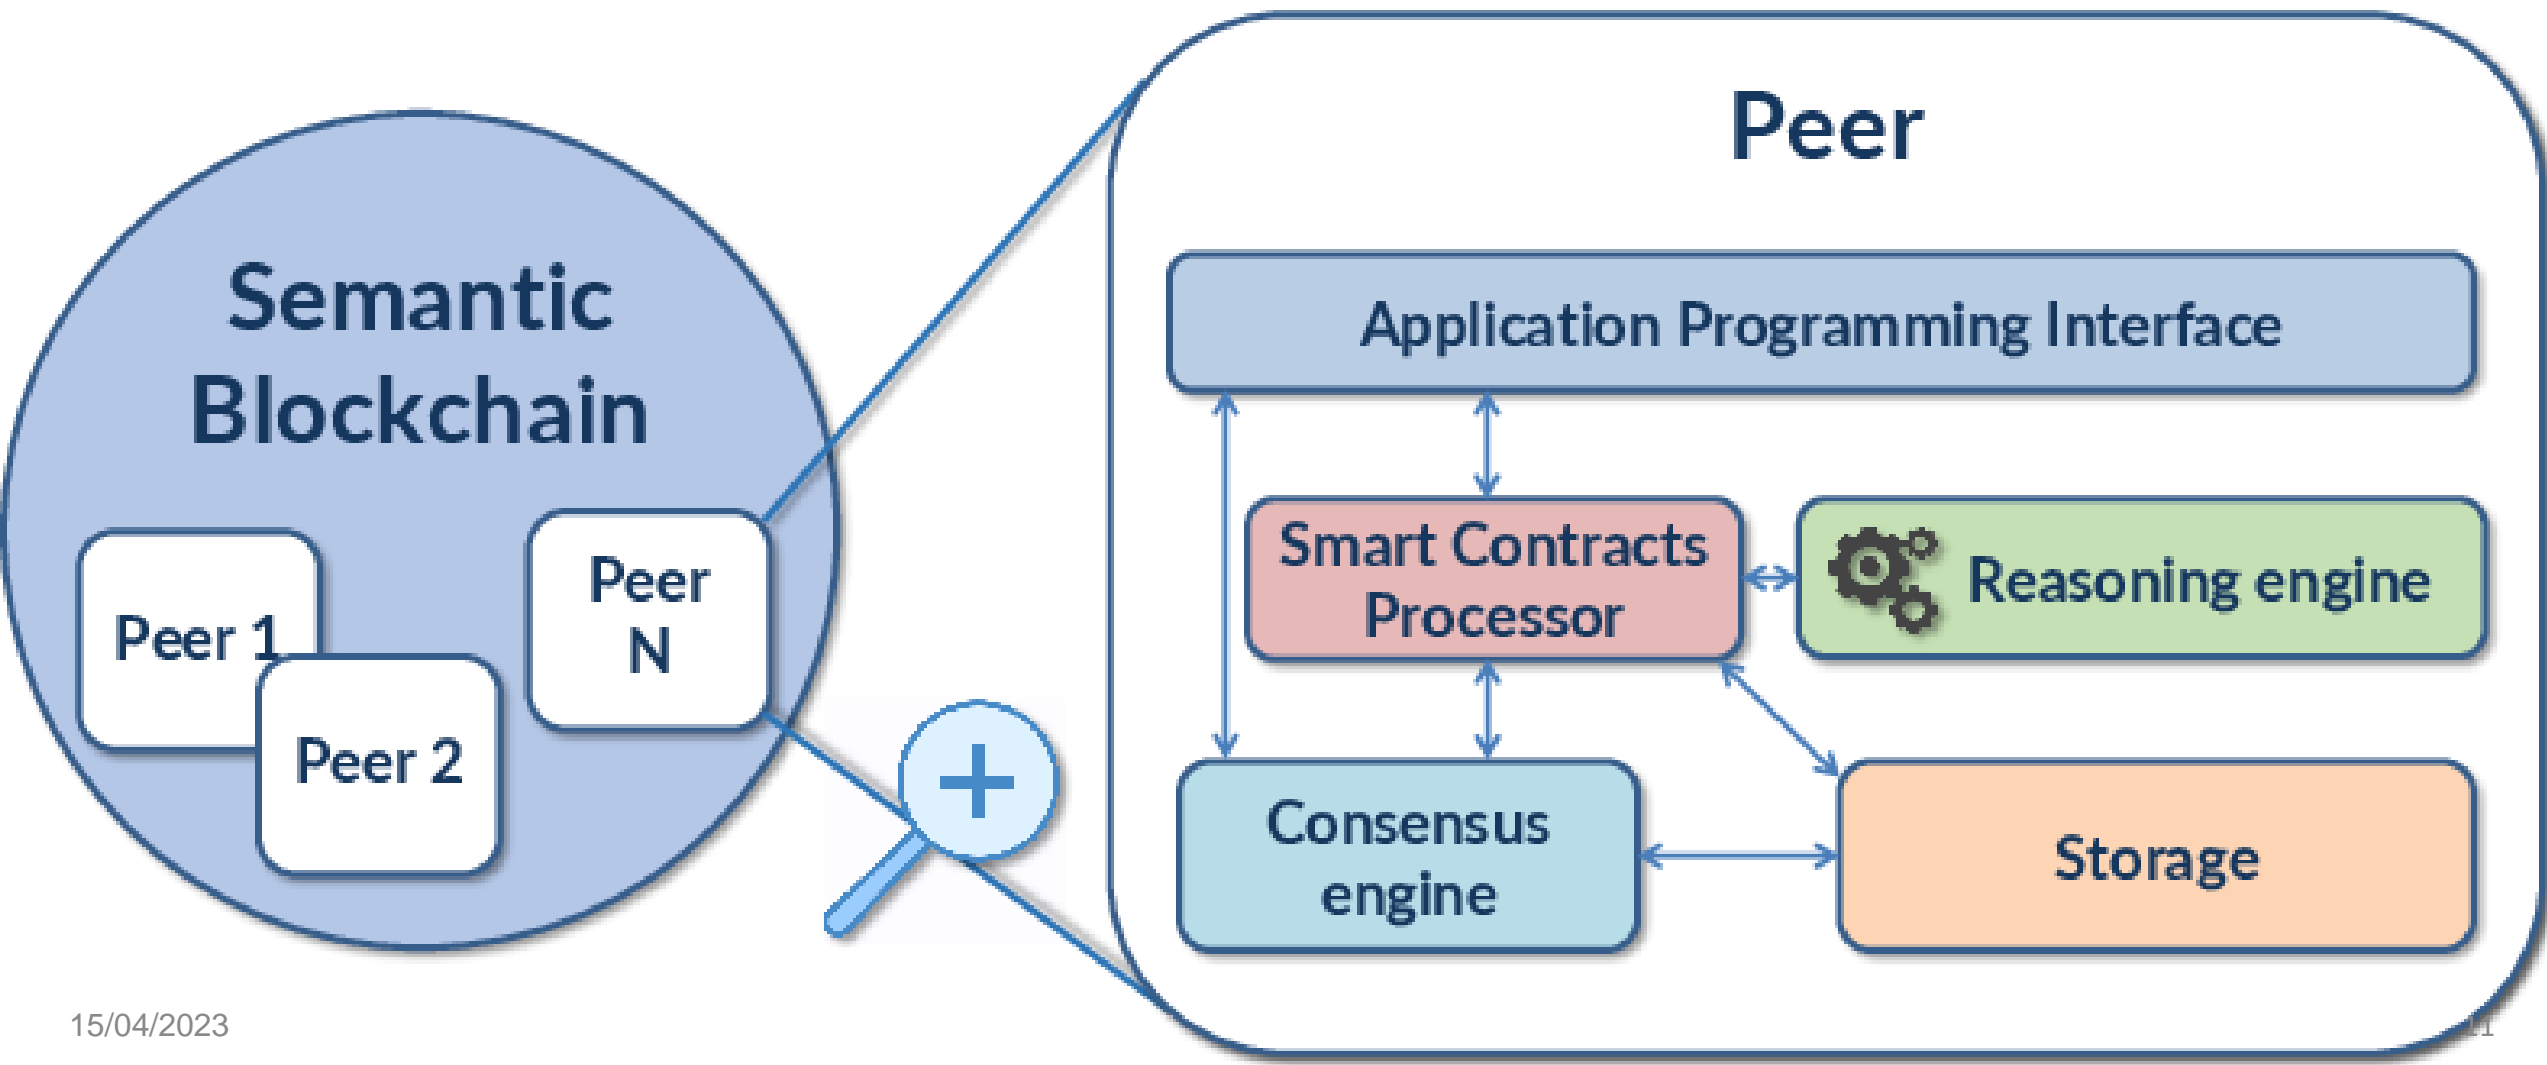 Semantic
Blockchain
Peer 1
Peer 2
Peer
N
Peer
Application Programming Interface
Smart Contracts
Processor
Reasoning engine
Consensus
engine
Storage
15/04/2023